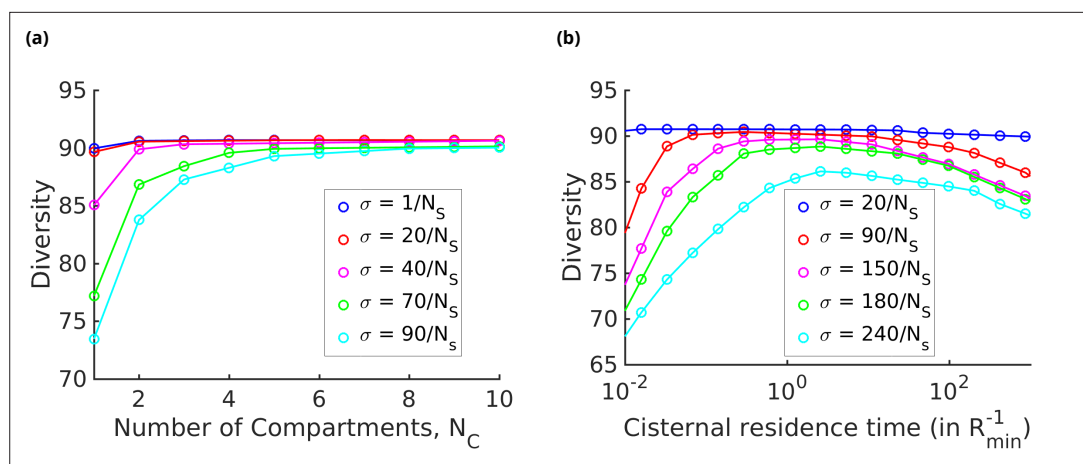 (a)
95
90
85
80
75
70
Diversity
2
4
6
8
10
Number of Compartments, N_C
σ = 1/N_S
σ = 20/N_S
σ = 40/N_S
σ = 70/N_S
σ = 90/N_s
(b)
95
90
85
80
75
70
65
Diversity
10^-2
10^0
10^2
Cisternal residence time (in R_min^-1)
σ = 20/N_S
σ = 90/N_S
σ = 150/N_S
σ = 180/N_S
σ = 240/N_s